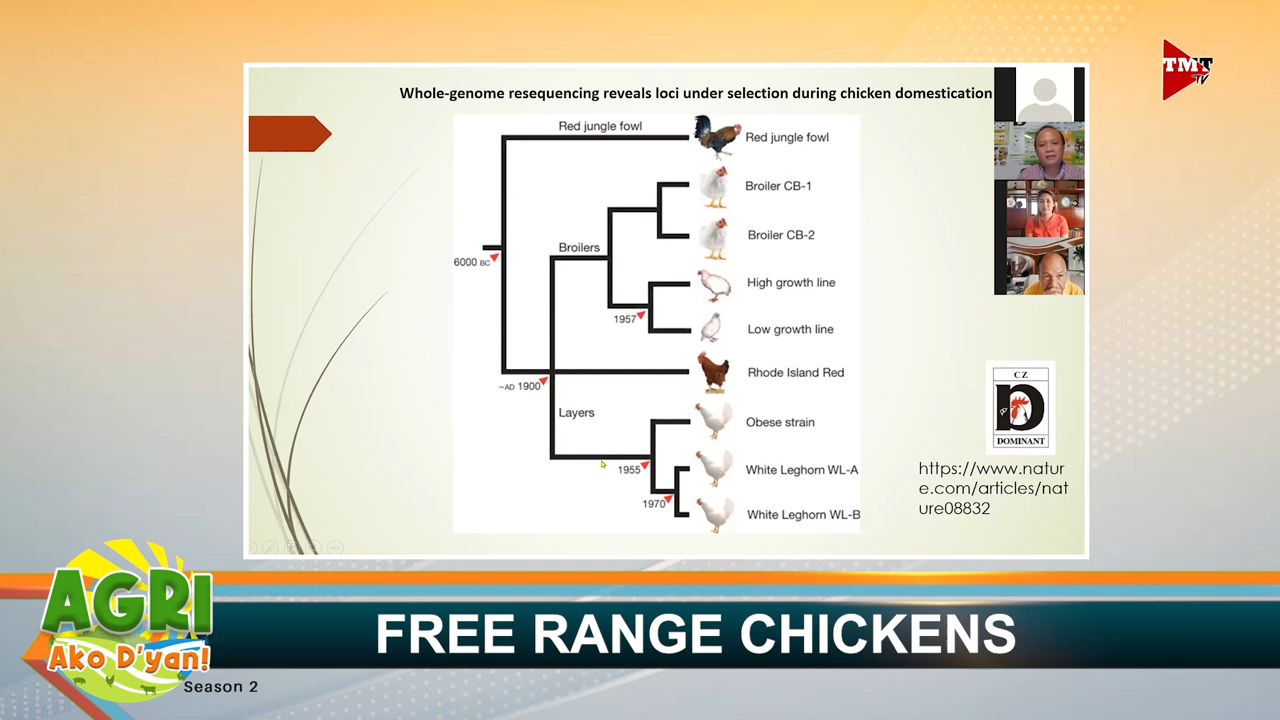 TMT
TV
Whole-genome resequencing reveals loci under selection during chicken domestication
Red jungle fowl
Red jungle fowl
Broiler CB-1
Broiler CB-2
Broilers
6000 BC
High growth line
1957
Low growth line
Rhode Island Red
~AD 1900
Layers
Obese strain
1955
White Leghorn WL-A
1970
White Leghorn WL-B
CZ
D
DOMINANT
https://www.natur
e.com/articles/nat
ure08832
AGRI
Ako D'yan!
Season 2
FREE RANGE CHICKENS